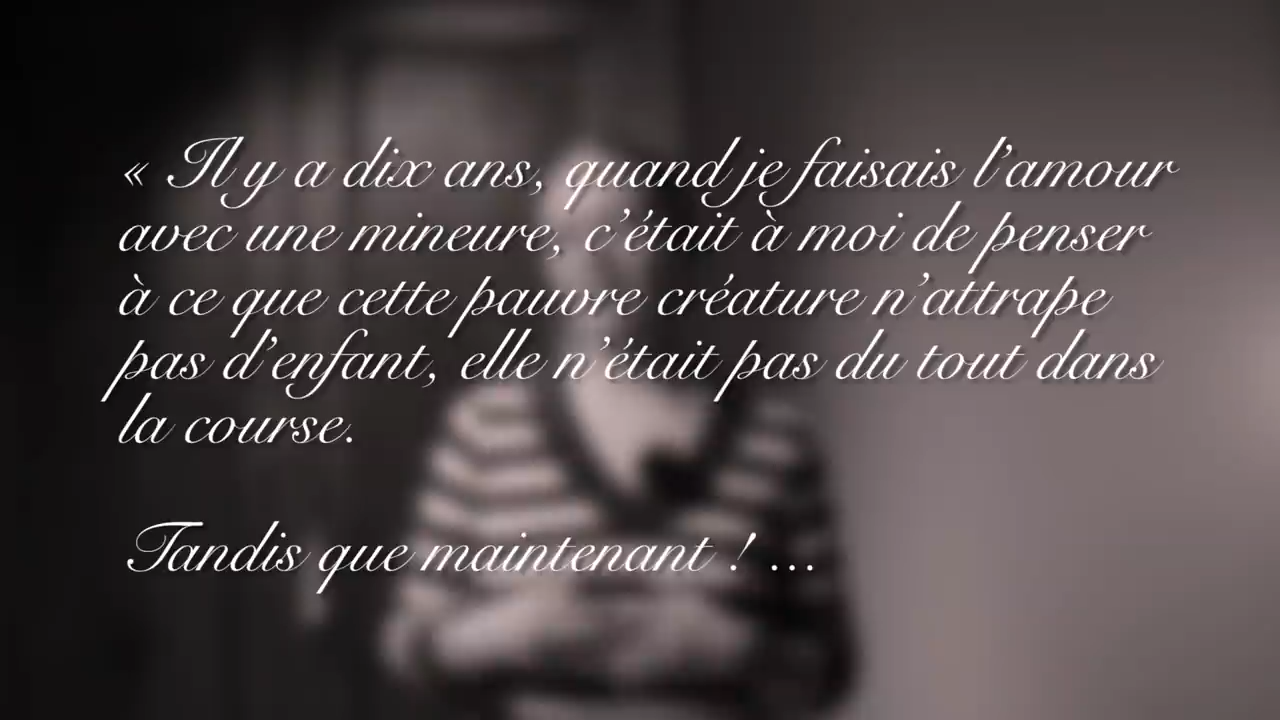 « Il y a dix ans, quand je faisais l’amour
avec une mineure, c’était à moi de penser
à ce que cette pauvre créature n’attrape
pas d’enfant, elle n’était pas du tout dans
la course.
Tandis que maintenant ! ...